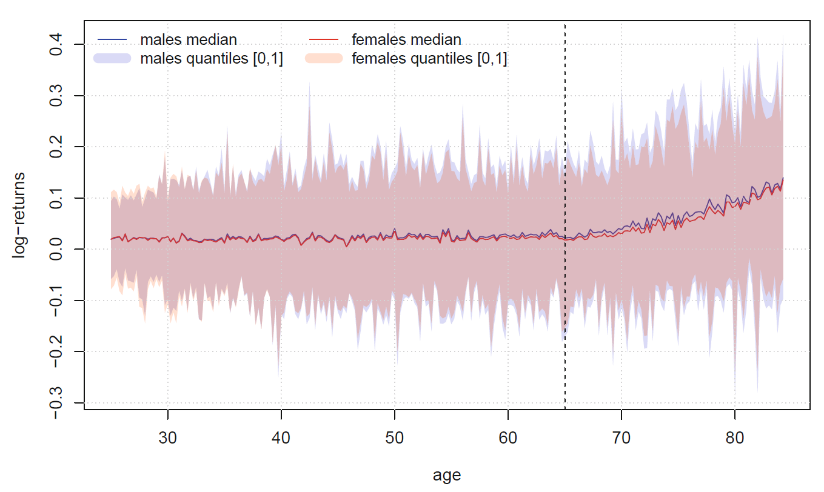 males median
females median
males quantiles [0,1]
females quantiles [0,1]
log−returns
0.4
0.3
0.2
0.1
0.0
−0.1
−0.2
−0.3
30
40
50
60
70
80
age